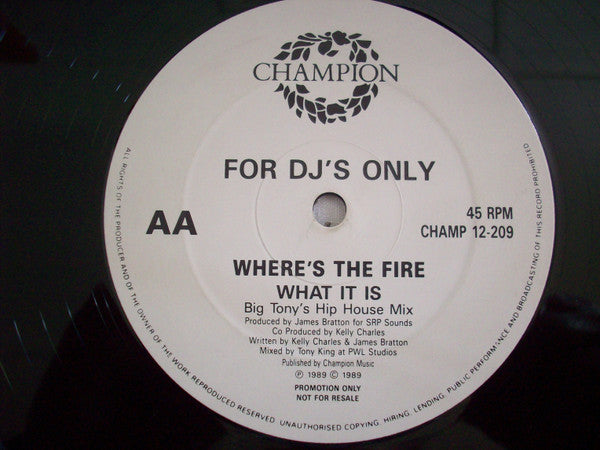 CHAMPION
FOR DJ'S ONLY
AA
45 RPM
CHAMP 12-209
WHERE'S THE FIRE
WHAT IT IS
Big Tony's Hip House Mix
Produced by James Bratton for SRP Sounds
Co Produced by Kelly Charles
Written by Kelly Charles & James Bratton
Mixed by Tony King at PWL Studios
Published by Champion Music
℗ 1989 © 1989
PROMOTION ONLY
NOT FOR RESALE
ALL RIGHTS OF THE PRODUCER AND OF THE OWNER OF THE WORK REPRODUCED RESERVED. UNAUTHORISED COPYING, HIRING, LENDING, PUBLIC PERFORMANCE AND BROADCASTING OF THIS RECORD PROHIBITED